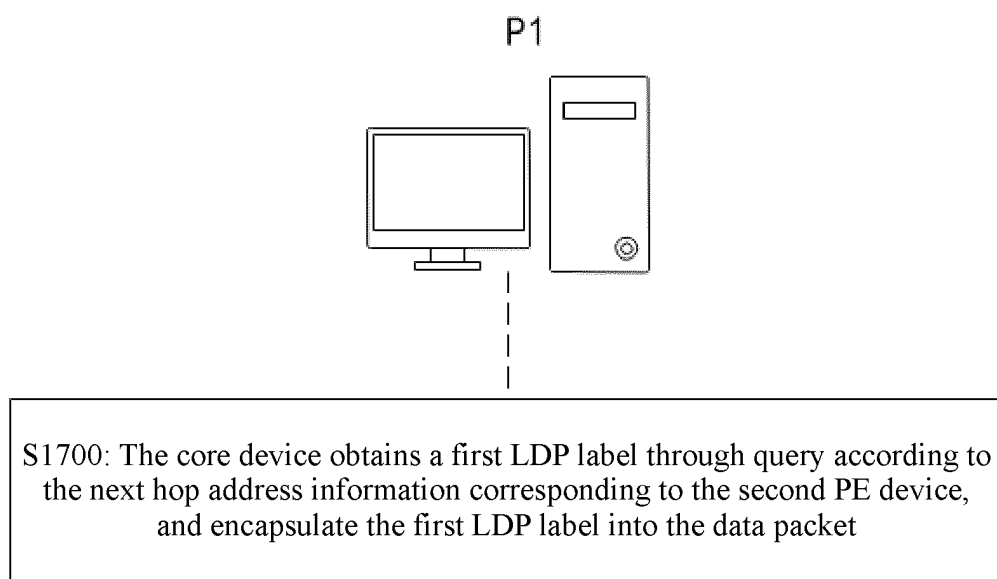 P1
S1700: The core device obtains a first LDP label through query according to
the next hop address information corresponding to the second PE device,
and encapsulate the first LDP label into the data packet